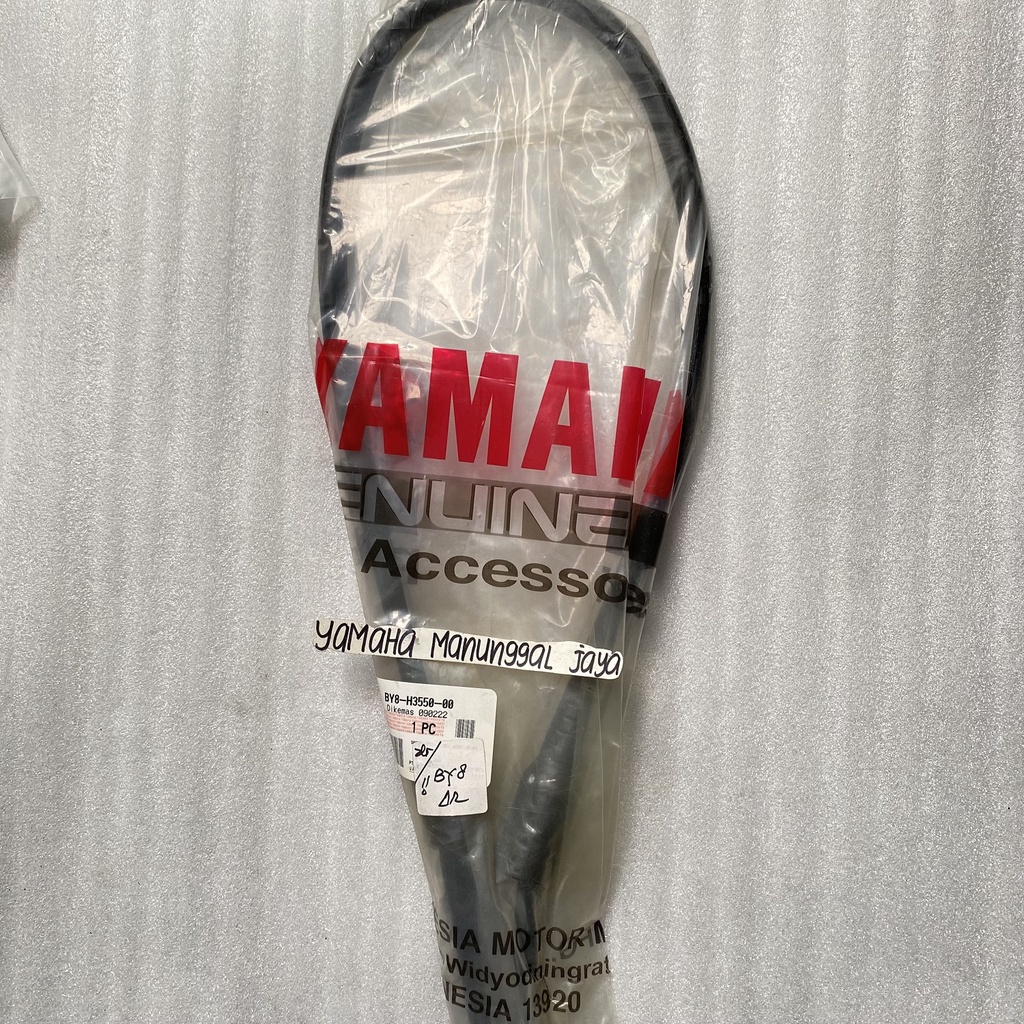 YAMAHA
ENUINE
Accesso e
YAMAHA Manunggal jaya
BY8-H3550-00
Dikemas 090222
1 PC
BY8
SIA MOTOR
Widyodiningrat
NESIA 13920